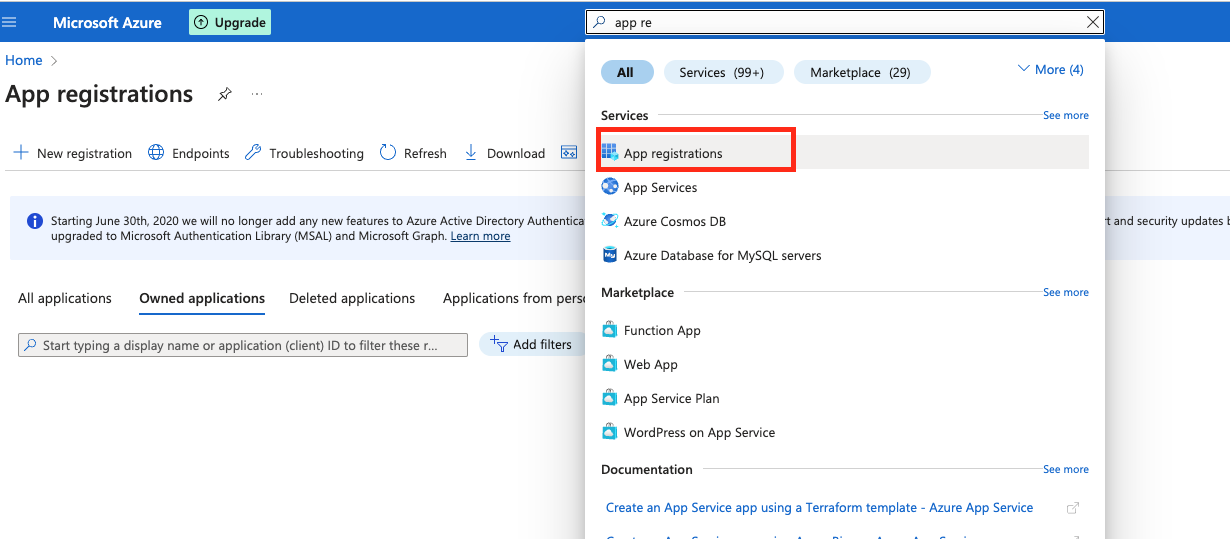 Microsoft Azure
Upgrade
app re
Home
App registrations
...
New registration
Endpoints
Troubleshooting
Refresh
Download
Starting June 30th, 2020 we will no longer add any new features to Azure Active Directory Authentica
rt and security updates b
upgraded to Microsoft Authentication Library (MSAL) and Microsoft Graph. Learn more
All applications
Owned applications
Deleted applications
Applications from perso
Start typing a display name or application (client) ID to filter these r...
Add filters
All
Services (99+)
Marketplace (29)
More (4)
Services
See more
App registrations
App Services
Azure Cosmos DB
My
Azure Database for MySQL servers
Marketplace
See more
Function App
Web App
App Service Plan
WordPress on App Service
Documentation
See more
Create an App Service app using a Terraform template - Azure App Service